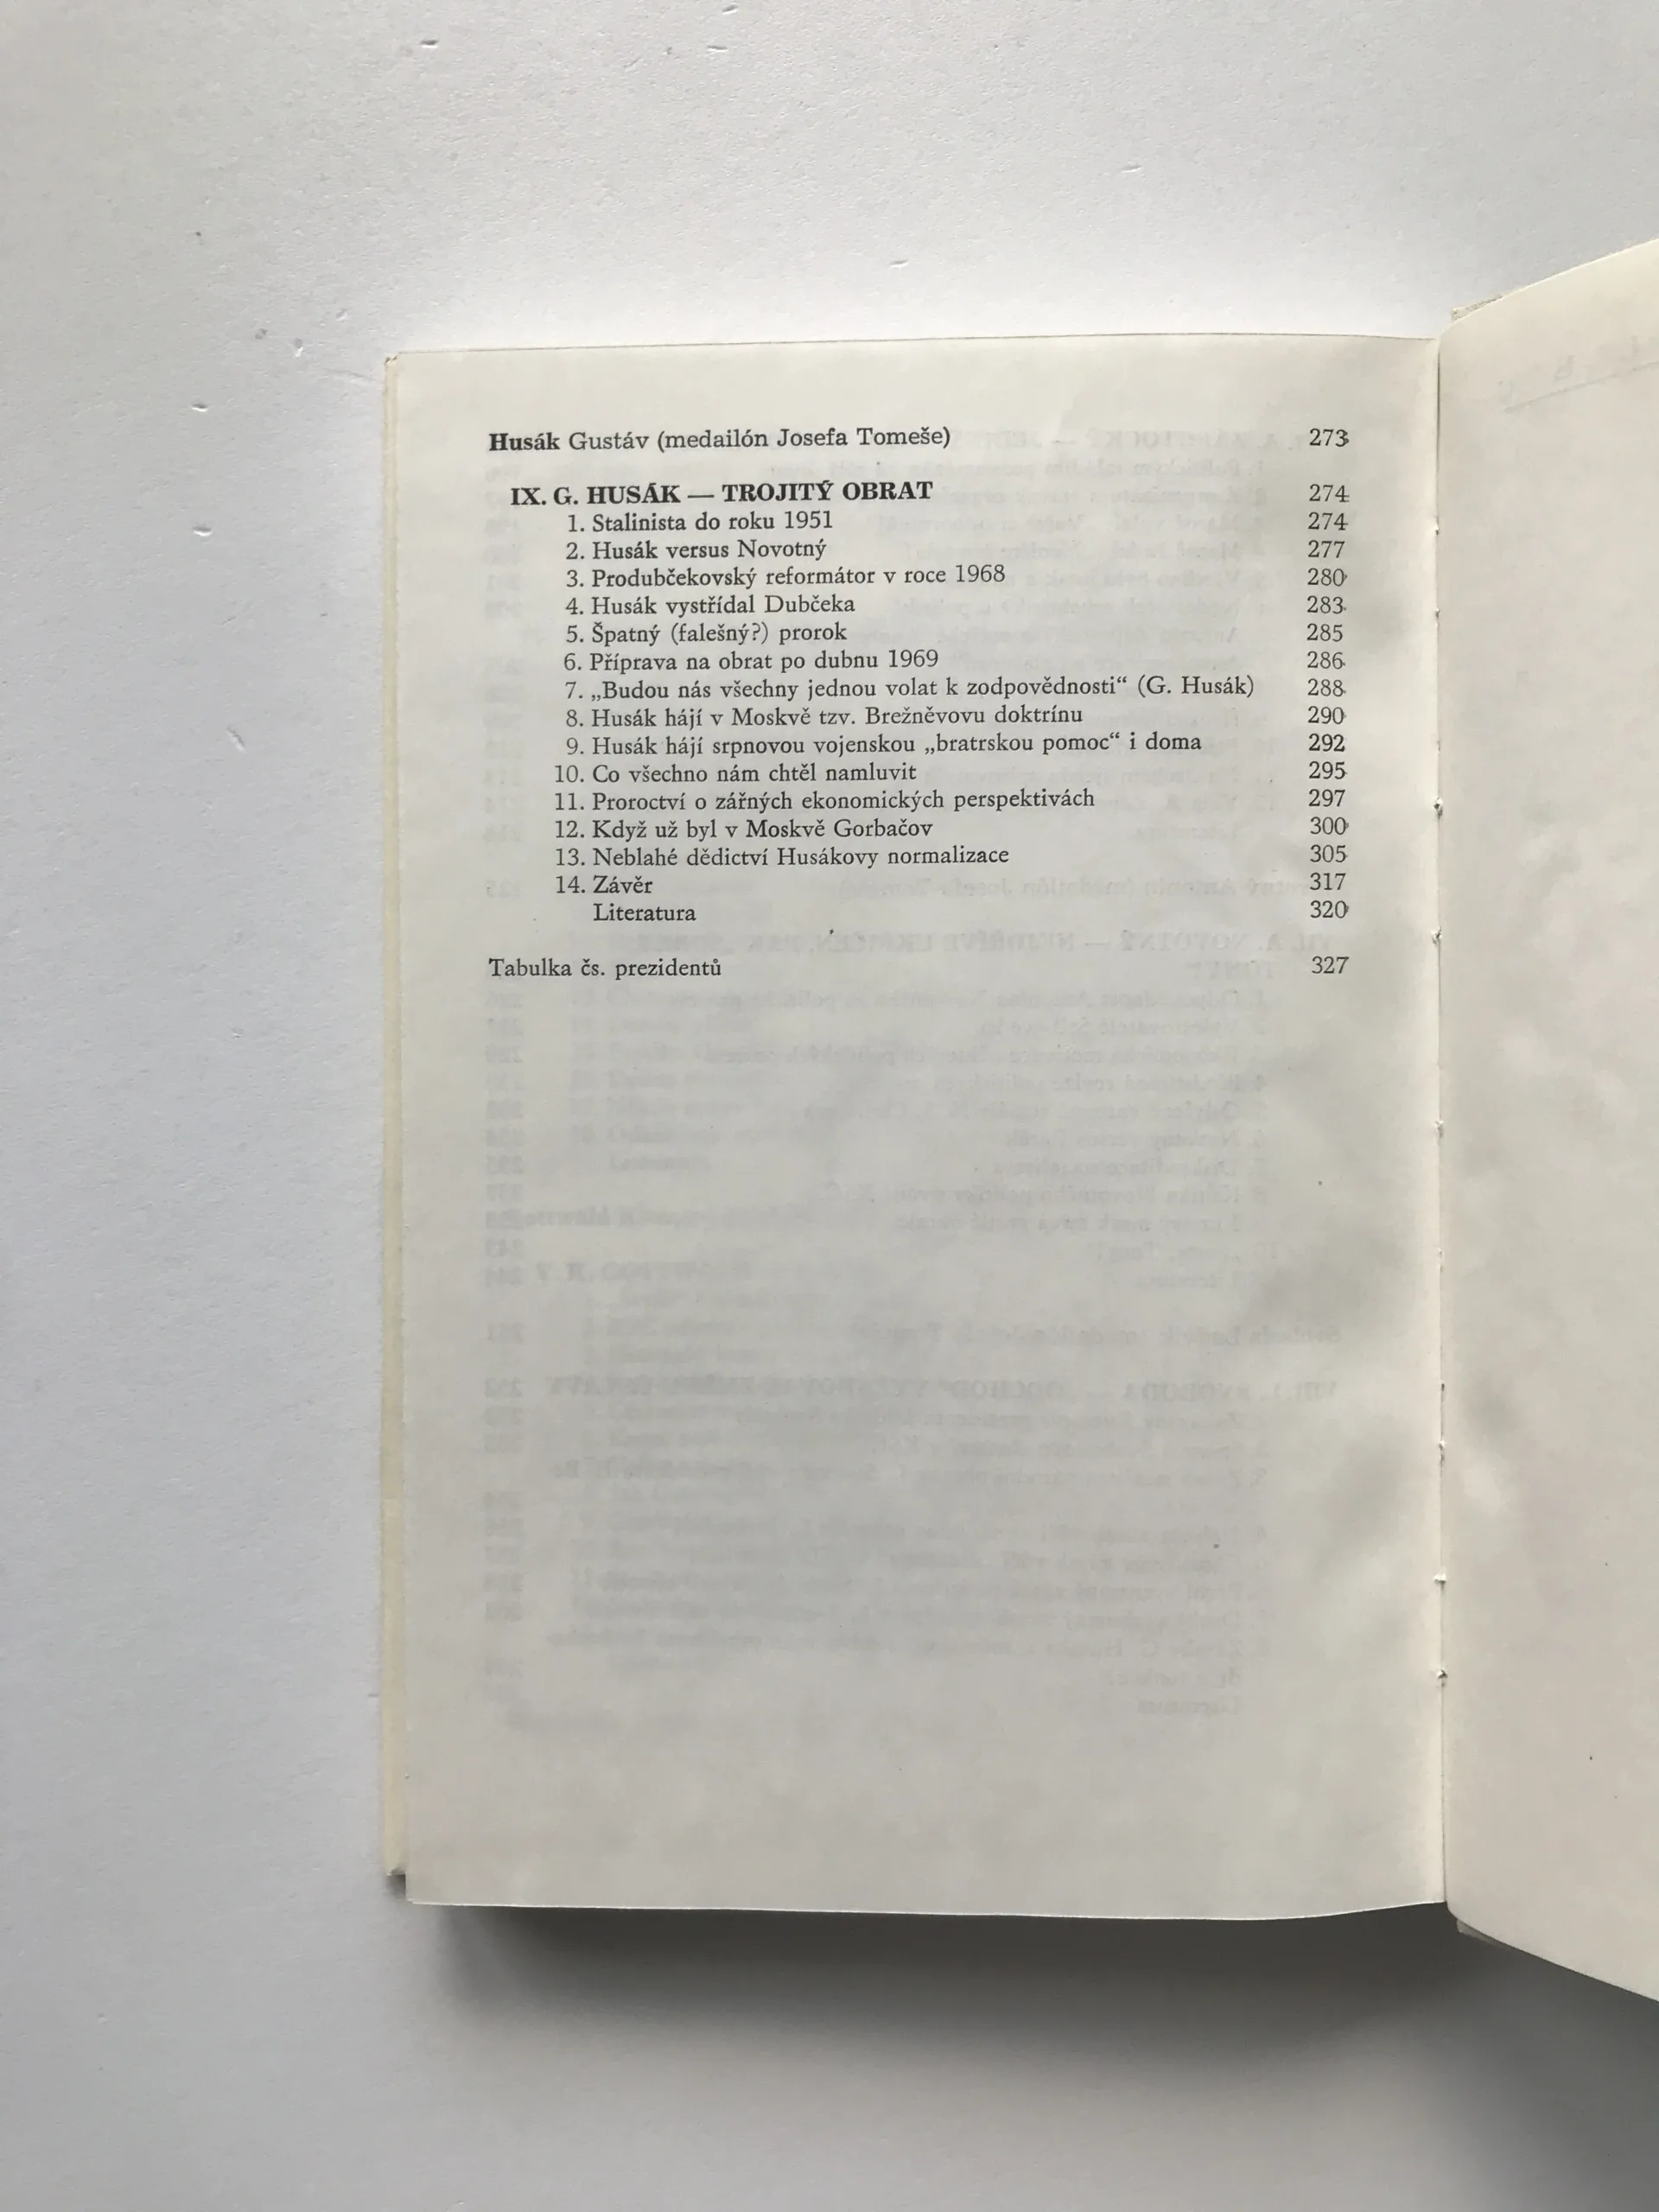 Husák Gustáv (medailón Josefa Tomeše) 273
IX. G. HUSÁK — TROJITÝ OBRAT 274
1. Stalinista do roku 1951 274
2. Husák versus Novotný 277
3. Produbčekovský reformátor v roce 1968 280
4. Husák vystřídal Dubčeka 283
5. Špatný (falešný?) prorok 285
6. Příprava na obrat po dubnu 1969 286
7. „Budou nás všechny jednou volat k zodpovědnosti“ (G. Husák) 288
8. Husák hájí v Moskvě tzv. Brežněvovu doktrínu 290
9. Husák hájí srpnovou vojenskou „bratrskou pomoc“ i doma 292
10. Co všechno nám chtěl namluvit 295
11. Proroctví o zářných ekonomických perspektivách 297
12. Když už byl v Moskvě Gorbačov 300
13. Neblahé dědictví Husákovy normalizace 305
14. Závěr 317
Literatura 320
Tabulka čs. prezidentů 327